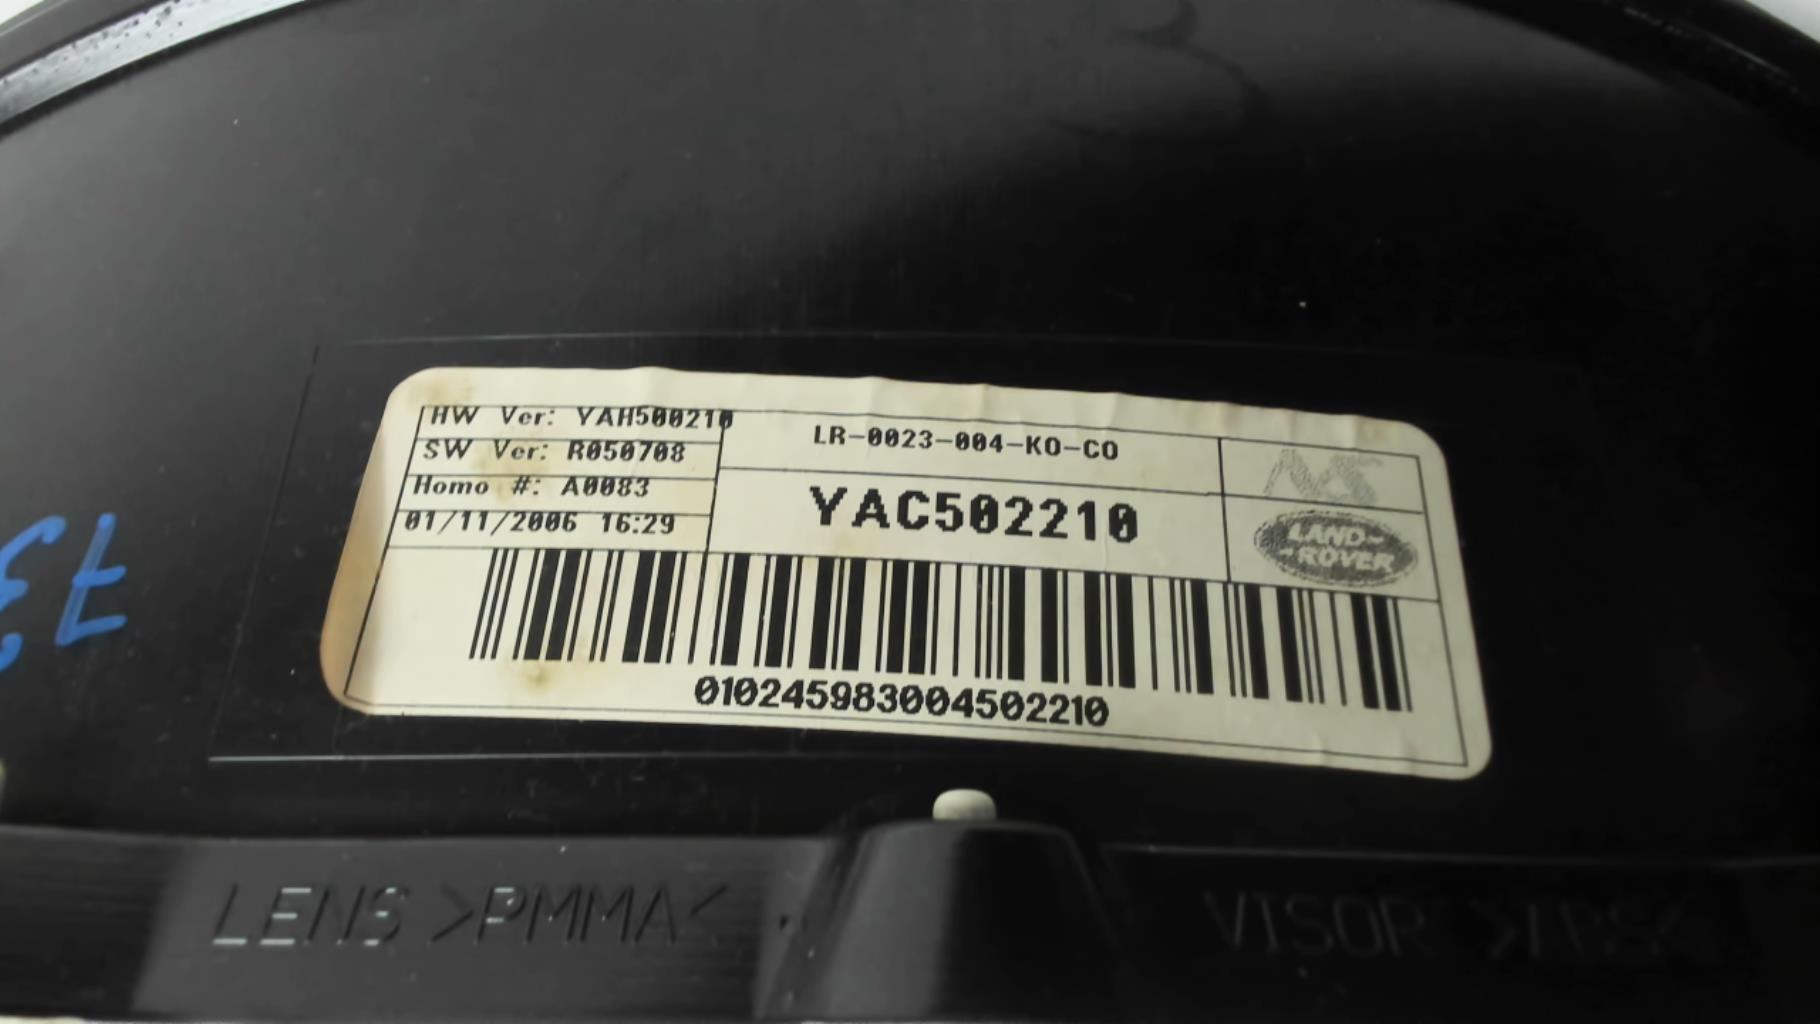 HW Ver: YAH500210
SW Ver: R050708
Homo #: A0083
01/11/2006 16:29
LR-0023-004-KO-CO
YAC502210
LAND-
-ROVER
010245983004502210
LENS >PMMA<
VISOR